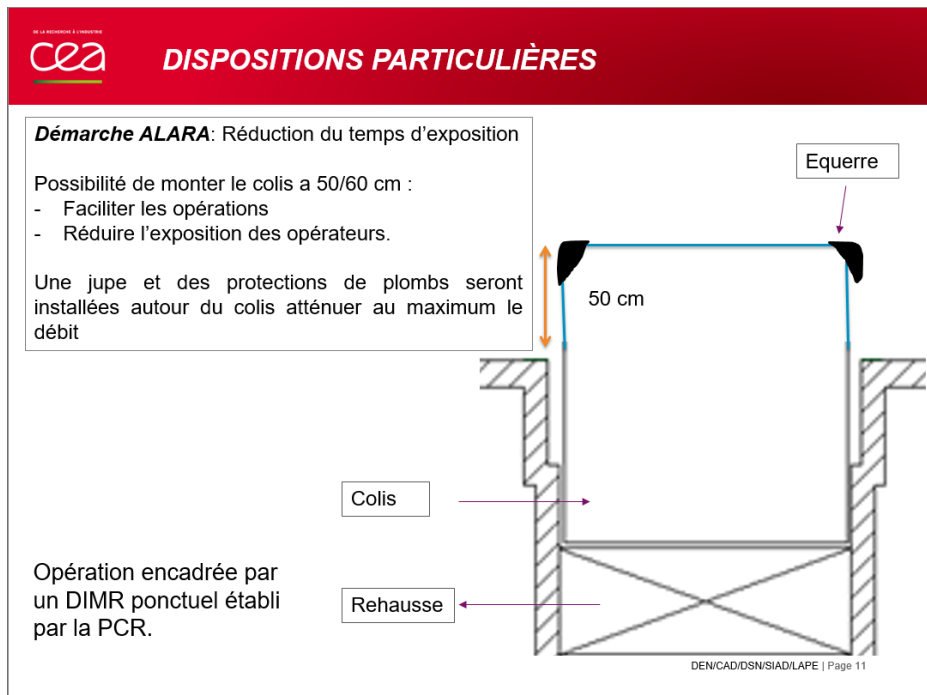 DE LA RECHERCHE À L'INDUSTRIE
cea
DISPOSITIONS PARTICULIÈRES
Démarche ALARA: Réduction du temps d'exposition
Possibilité de monter le colis a 50/60 cm :
- Faciliter les opérations
- Réduire l'exposition des opérateurs.
Une jupe et des protections de plombs seront
installées autour du colis atténuer au maximum le
débit
Equerre
50 cm
Colis
Rehausse
Opération encadrée par
un DIMR ponctuel établi
par la PCR.
DEN/CAD/DSN/SIAD/LAPE | Page 11